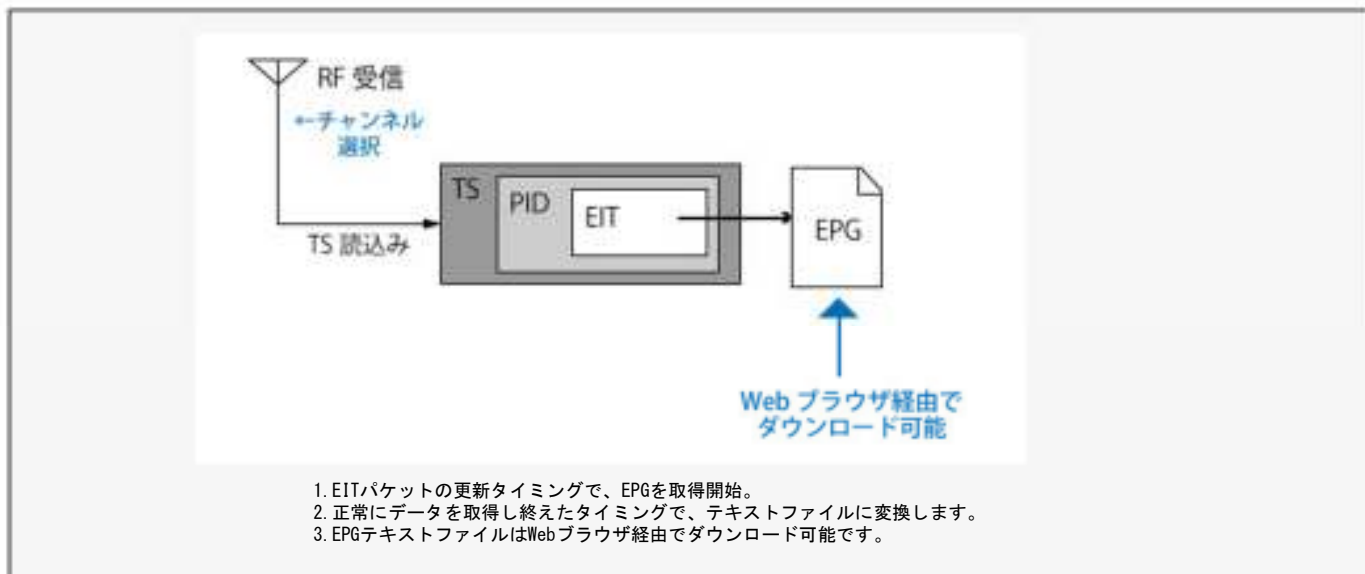 RF 受信
←チャンネル
選択
TS 読込み
TS
PID
EIT
EPG
Web ブラウザ経由で
ダウンロード可能
1.EITパケットの更新タイミングで、EPGを取得開始。
2.正常にデータを取得し終えたタイミングで、テキストファイルに変換します。
3.EPGテキストファイルはWebブラウザ経由でダウンロード可能です。